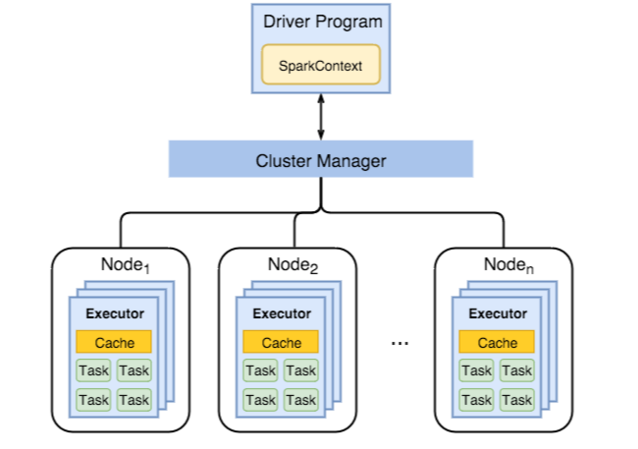 Driver Program
SparkContext
Cluster Manager
Node₁
Executor
Cache
Task Task
Task Task
Node₂
Executor
Cache
Task Task
Task Task
...
Nodeₙ
Executor
Cache
Task Task
Task Task